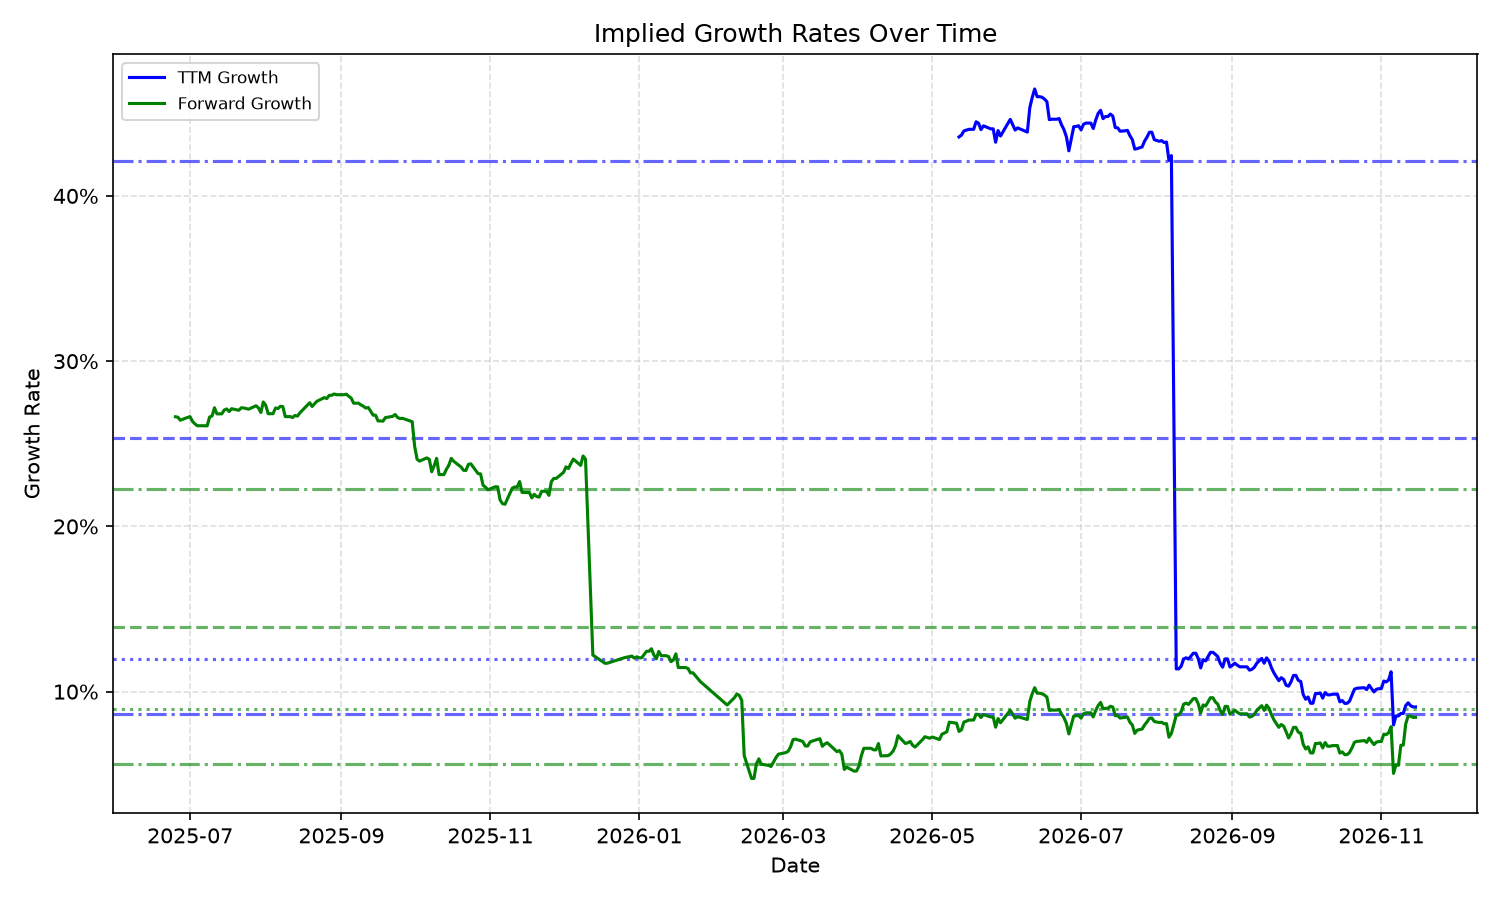 Implied Growth Rates Over Time
TTM Growth
Forward Growth
Growth Rate
40%
30%
20%
10%
2025-07
2025-09
2025-11
2026-01
2026-03
2026-05
2026-07
2026-09
2026-11
Date